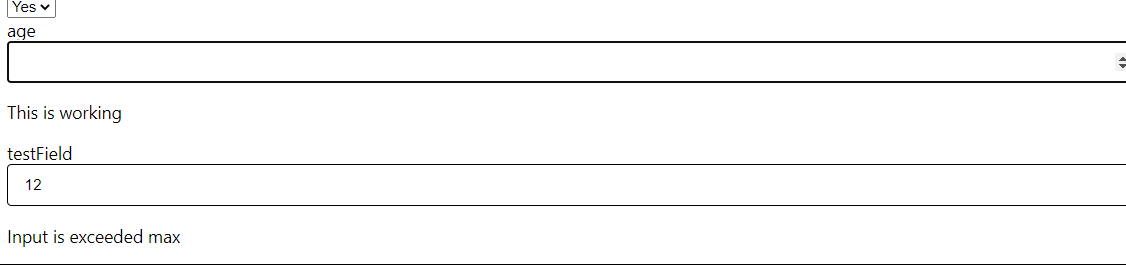 Yes
age
This is working
testField
12
Input is exceeded max